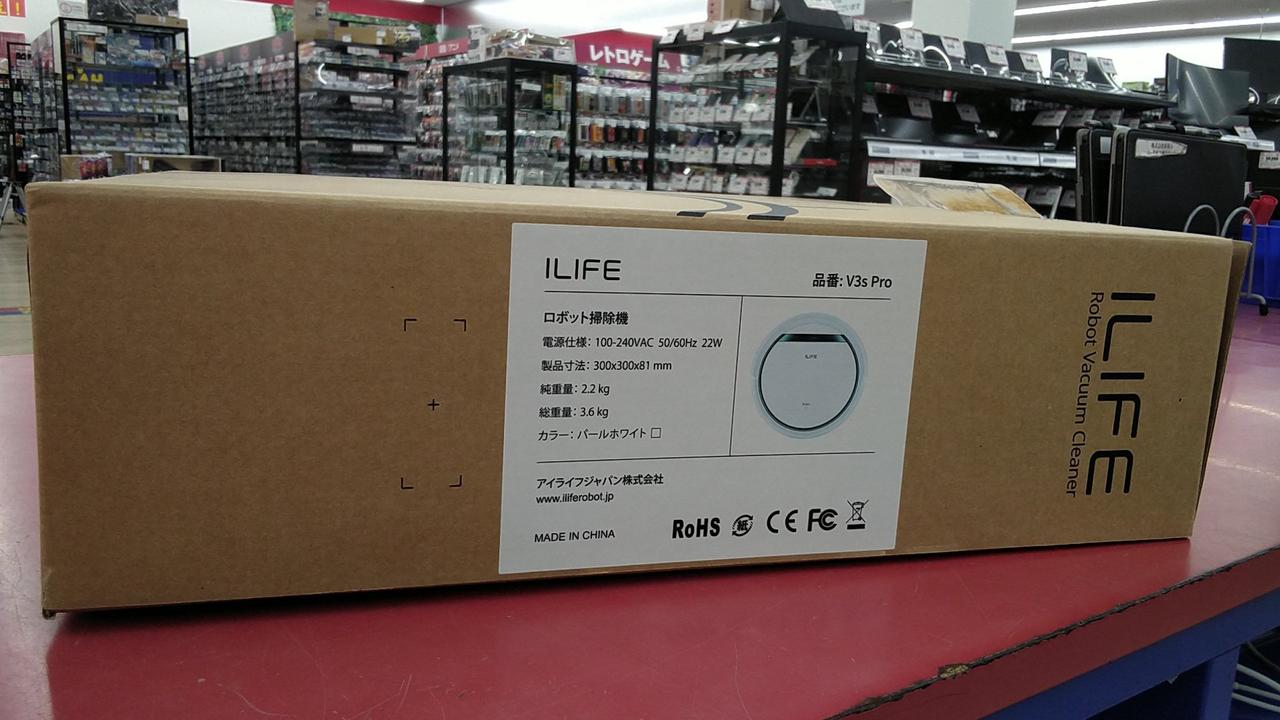 レトロゲーム
ILIFE
品番: V3s Pro
ロボット掃除機
電源仕様: 100-240VAC 50/60Hz 22W
製品寸法: 300x300x81 mm
純重量: 2.2 kg
総重量: 3.6 kg
カラー: パールホワイト □
ILIFE
アイライフジャパン株式会社
www.iliferobot.jp
MADE IN CHINA
RoHS 紙 CE FC
ILIFE
Robot Vacuum Cleaner